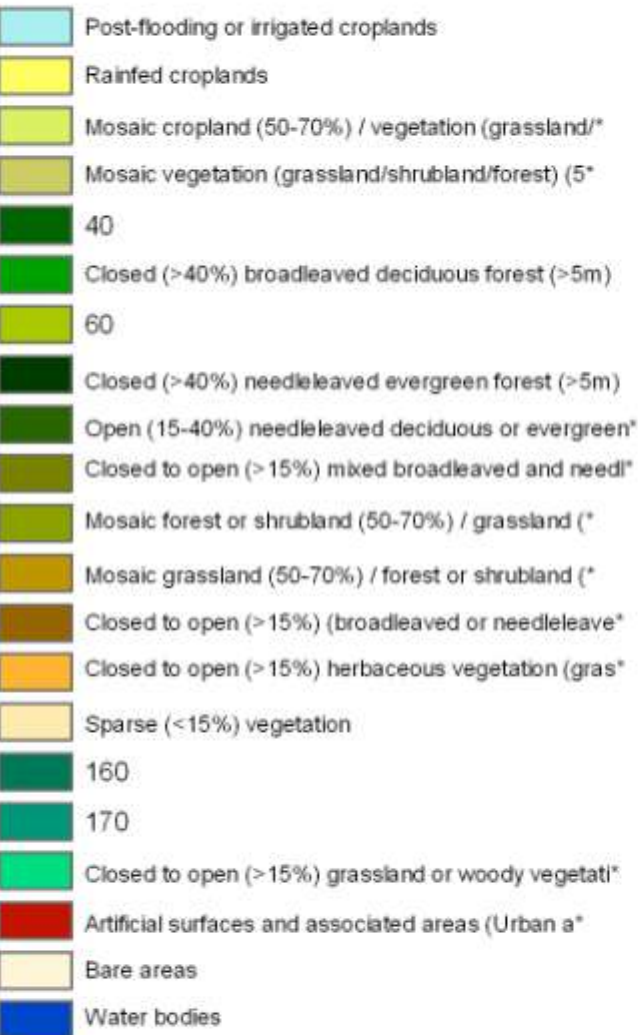 Post-flooding or irrigated croplands
Rainfed croplands
Mosaic cropland (50-70%) / vegetation (grassland/*
Mosaic vegetation (grassland/shrubland/forest) (5*
40
Closed (>40%) broadleaved deciduous forest (>5m)
60
Closed (>40%) needleleaved evergreen forest (>5m)
Open (15-40%) needleleaved deciduous or evergreen*
Closed to open (>15%) mixed broadleaved and needl*
Mosaic forest or shrubland (50-70%) / grassland (*
Mosaic grassland (50-70%) / forest or shrubland (*
Closed to open (>15%) (broadleaved or needleleave*
Closed to open (>15%) herbaceous vegetation (gras*
Sparse (<15%) vegetation
160
170
Closed to open (>15%) grassland or woody vegetati*
Artificial surfaces and associated areas (Urban a*
Bare areas
Water bodies